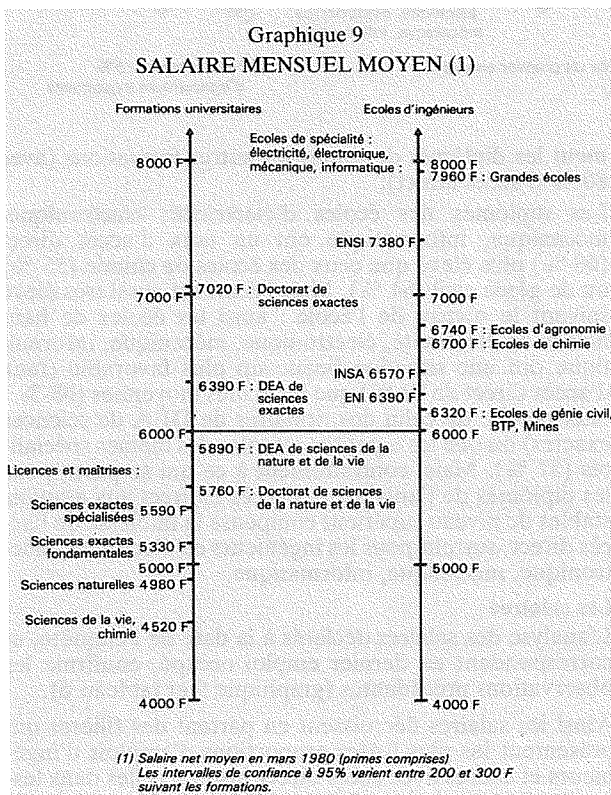 Graphique 9
SALAIRE MENSUEL MOYEN (1)
Formations universitaires
8000 F
7020 F : Doctorat de
sciences exactes
7000 F
6390 F : DEA de
sciences
exactes
6000 F
5890 F : DEA de sciences de la
nature et de la vie
Licences et maîtrises :
5760 F : Doctorat de sciences
de la nature et de la vie
Sciences exactes
spécialisées 5590 F
Sciences exactes
fondamentales 5330 F
5000 F
Sciences naturelles 4980 F
Sciences de la vie,
chimie 4520 F
4000 F
Ecoles d'ingénieurs
Ecoles de spécialité :
électricité, électronique,
mécanique, informatique :
8000 F
7960 F : Grandes écoles
ENSI 7380 F
7000 F
6740 F : Ecoles d'agronomie
6700 F : Ecoles de chimie
INSA 6570 F
ENI 6390 F
6320 F : Ecoles de génie civil,
BTP, Mines
6000 F
5000 F
4000 F
(1) Salaire net moyen en mars 1980 (primes comprises)
Les intervalles de confiance à 95% varient entre 200 et 300 F
suivant les formations.